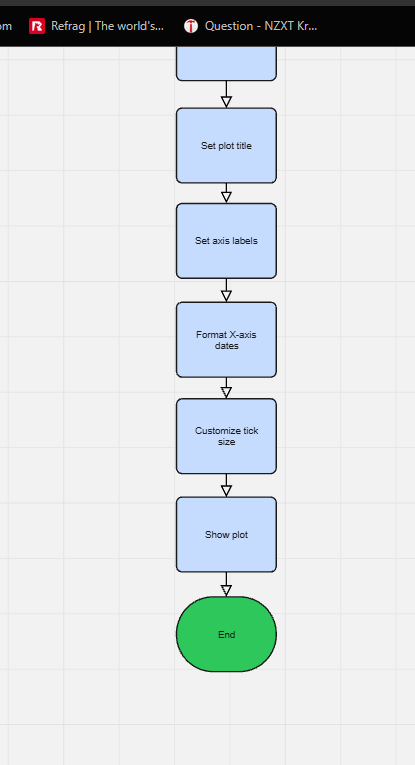 om
Refrag | The world's...
Question - NZXT Kr...
Set plot title
Set axis labels
Format X-axis
dates
Customize tick
size
Show plot
End